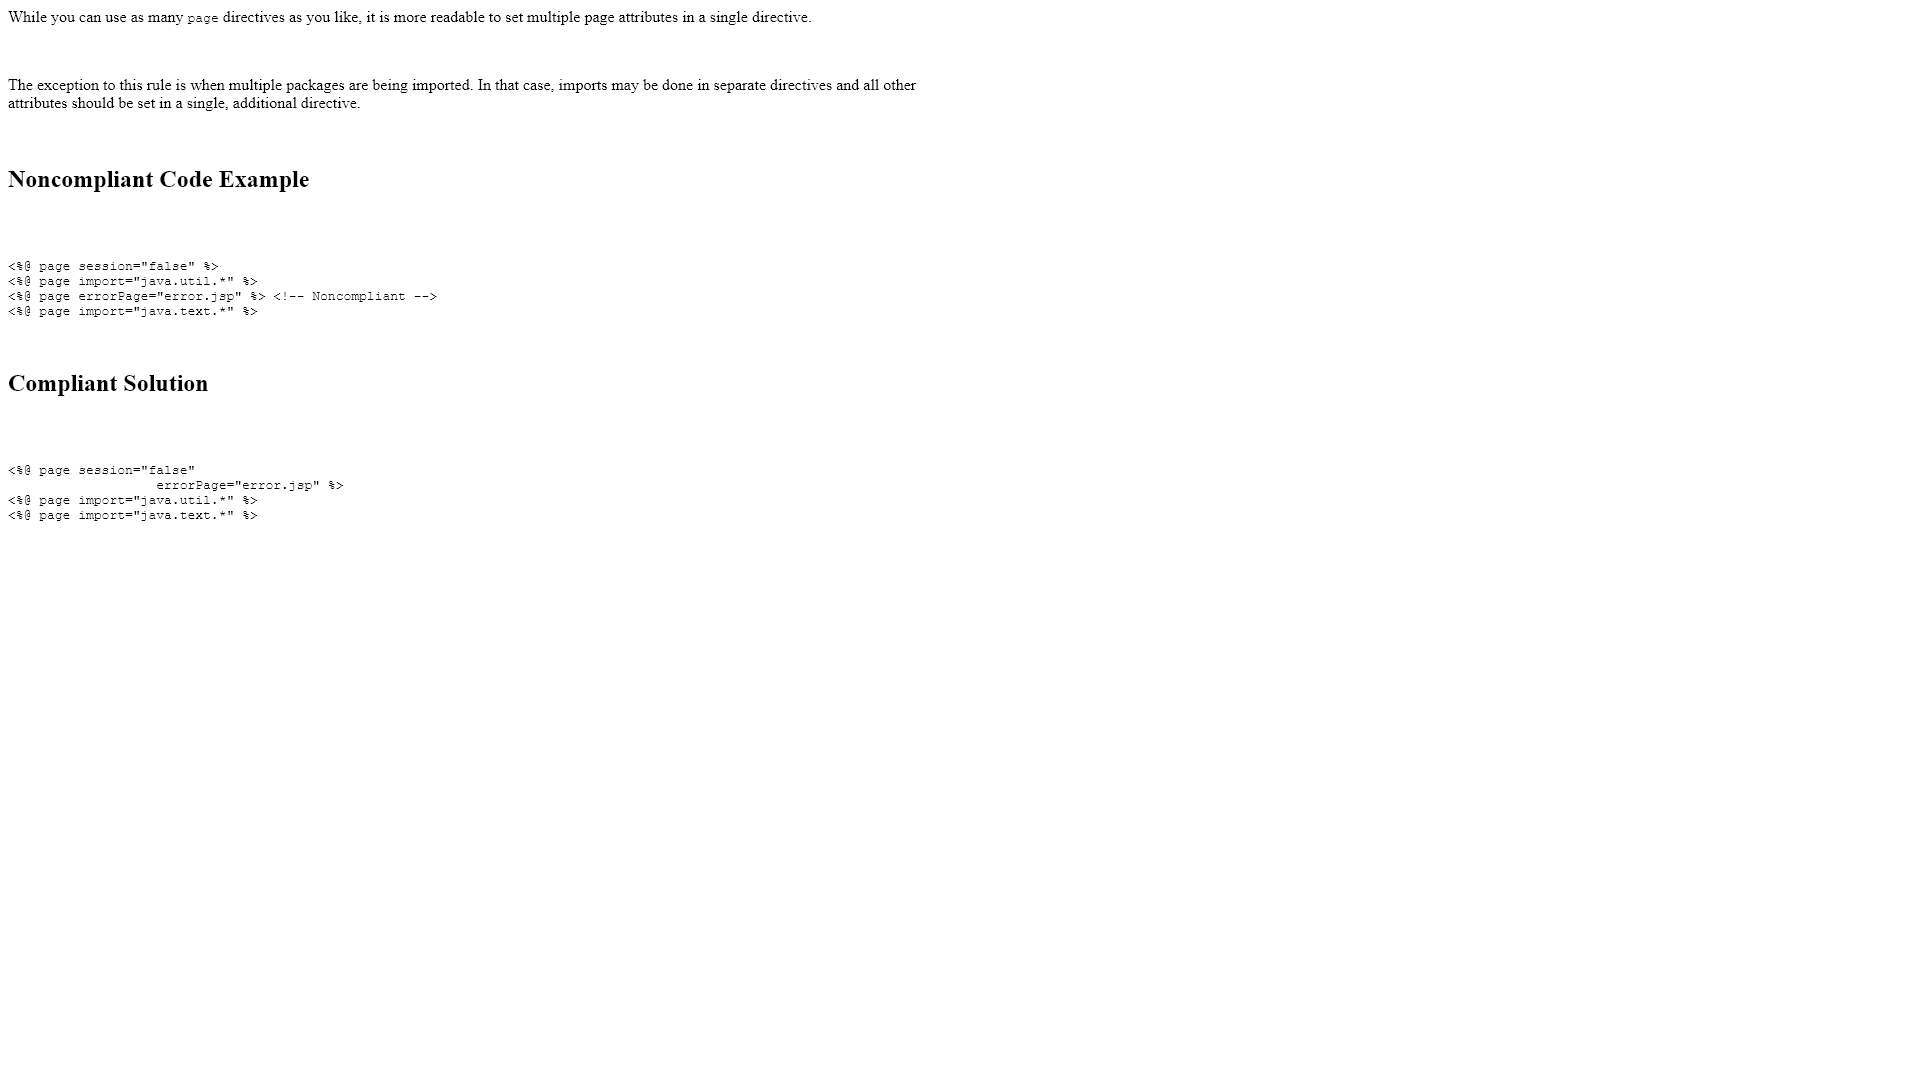 While you can use as many page directives as you like, it is more readable to set multiple page attributes in a single directive.
The exception to this rule is when multiple packages are being imported. In that case, imports may be done in separate directives and all other
attributes should be set in a single, additional directive.
Noncompliant Code Example
<%@ page session="false" %>
<%@ page import="java.util.*" %>
<%@ page errorPage="error.jsp" %> <!-- Noncompliant -->
<%@ page import="java.text.*" %>
Compliant Solution
<%@ page session="false"
                   errorPage="error.jsp" %>
<%@ page import="java.util.*" %>
<%@ page import="java.text.*" %>